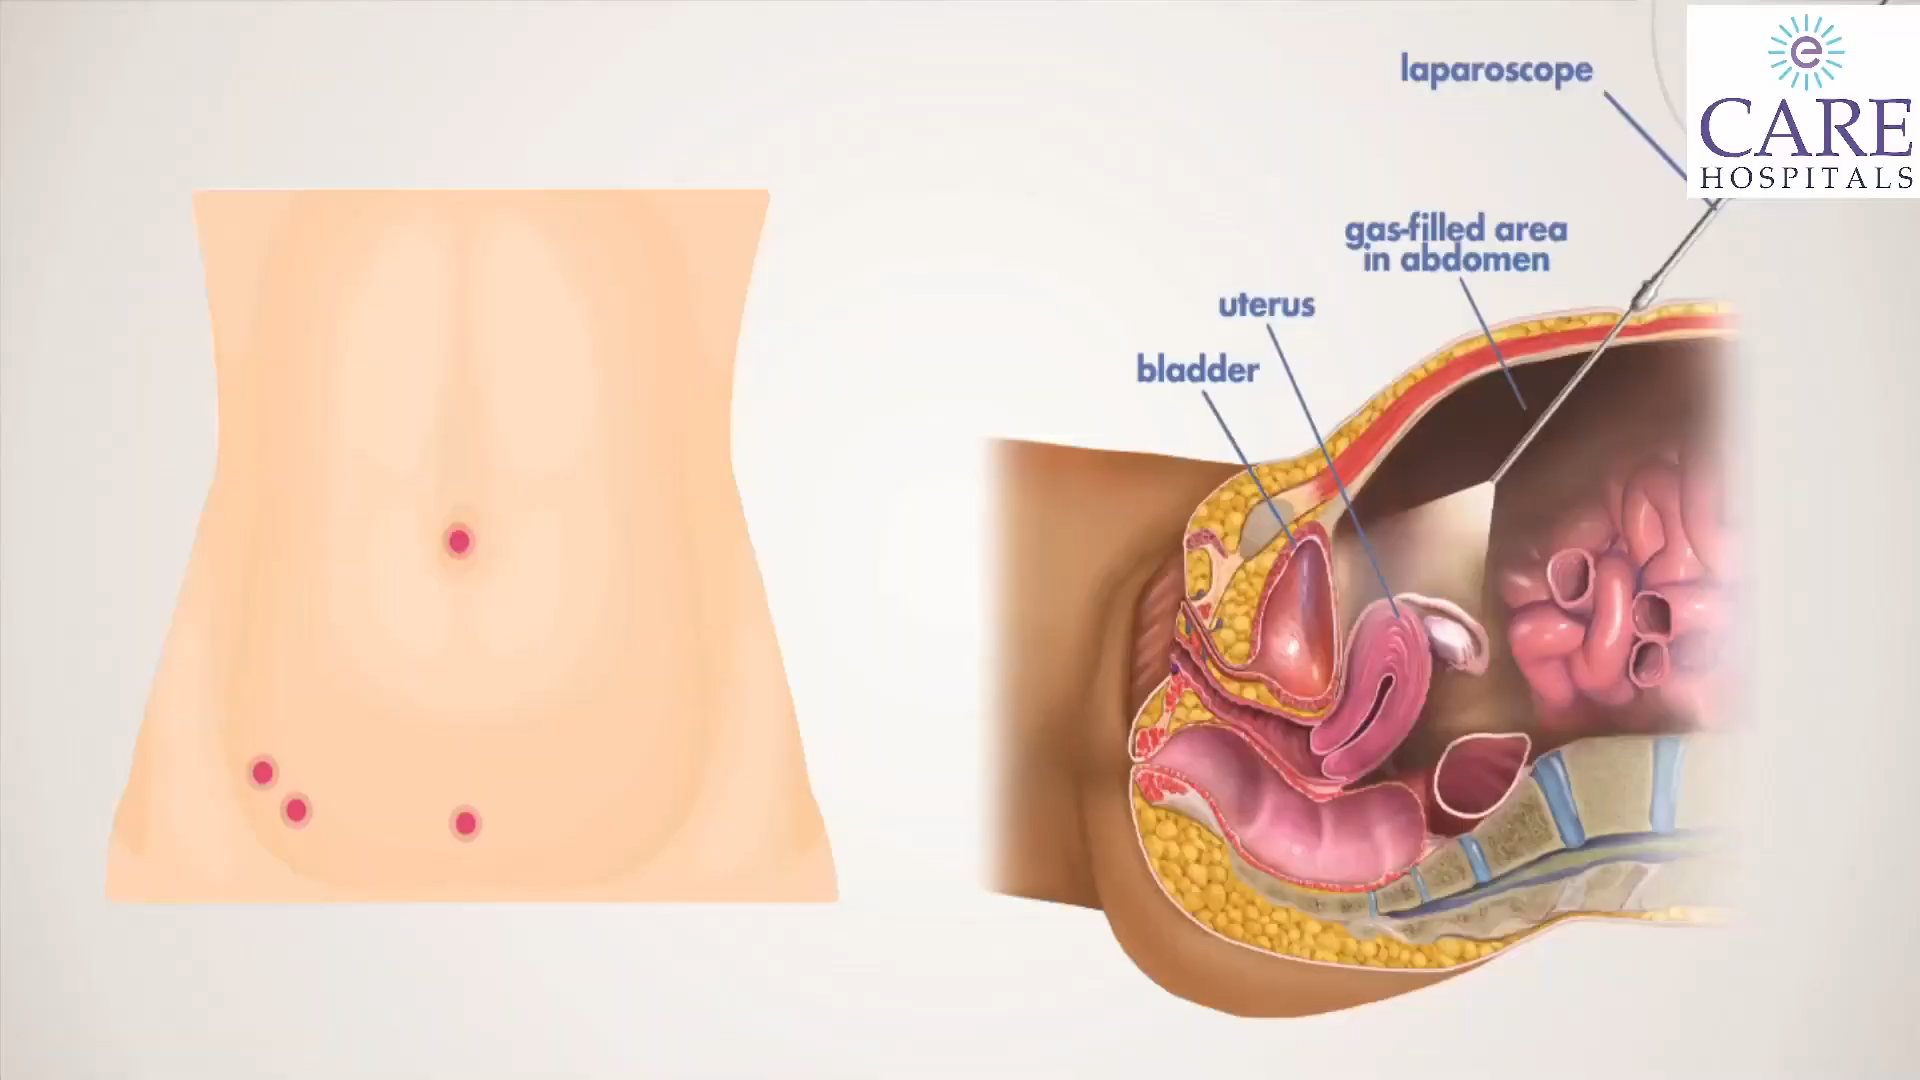 laparoscope
e
CARE
HOSPITALS
gas-filled area
in abdomen
uterus
bladder